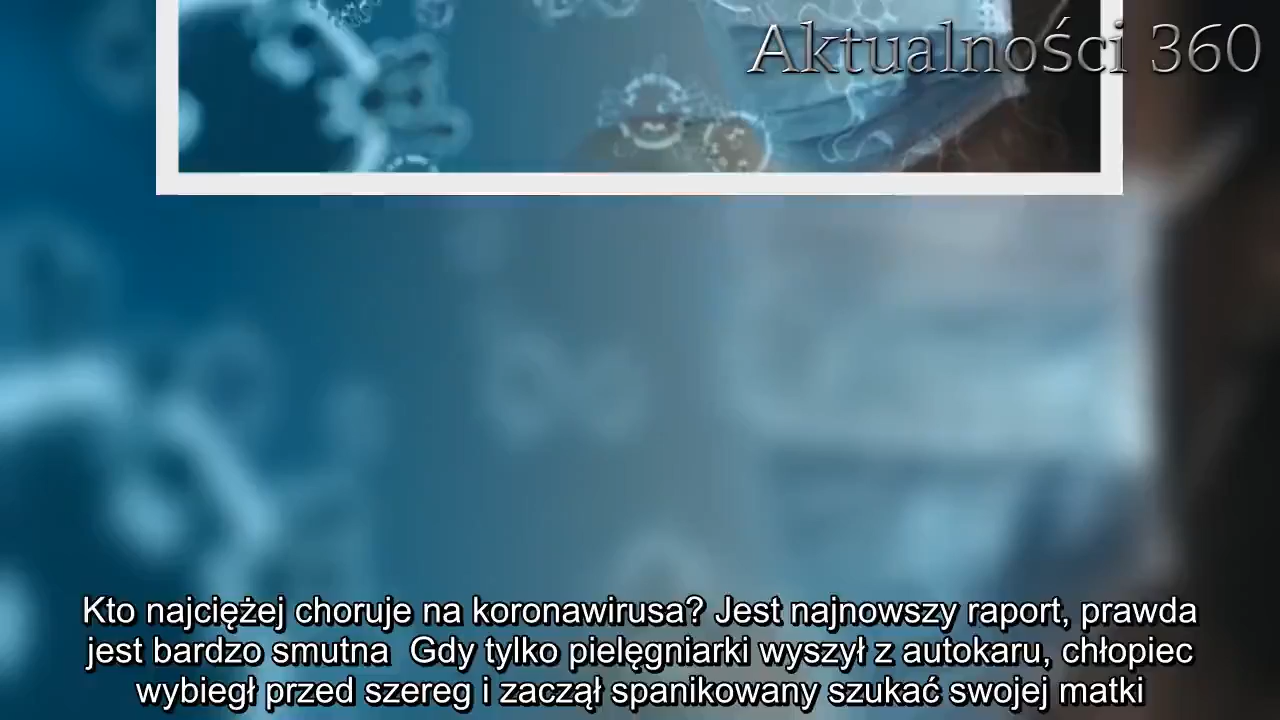 Aktualności 360
Kto najciężej choruje na koronawirusa? Jest najnowszy raport, prawda
jest bardzo smutna  Gdy tylko pielęgniarki wyszył z autokaru, chłopiec
wybiegł przed szereg i zaczął spanikowany szukać swojej matki